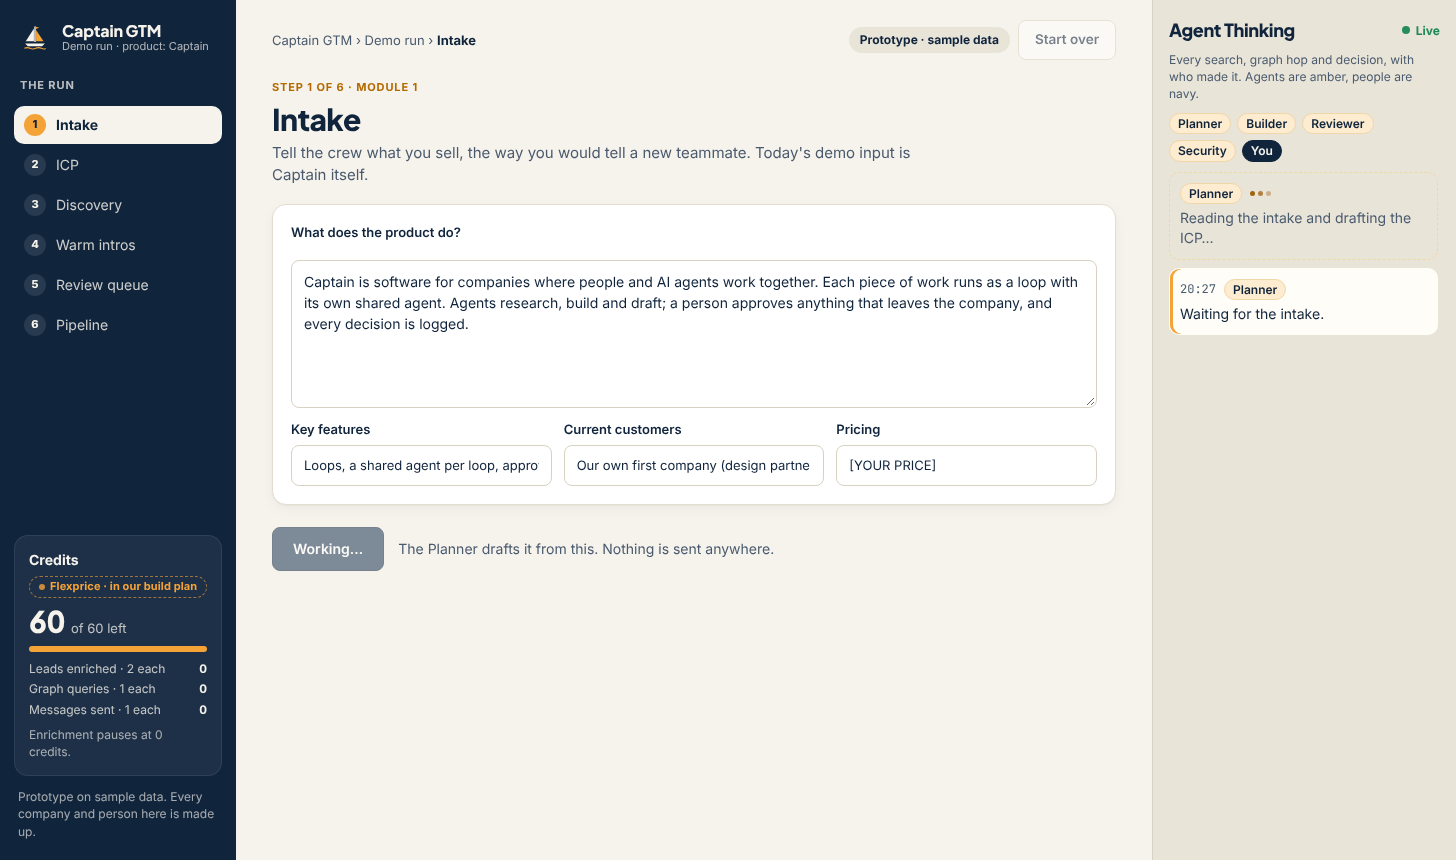 Captain GTM
Demo run · product: Captain
THE RUN
1 Intake
2 ICP
3 Discovery
4 Warm intros
5 Review queue
6 Pipeline
Credits
Flexprice · in our build plan
60 of 60 left
Leads enriched · 2 each 0
Graph queries · 1 each 0
Messages sent · 1 each 0
Enrichment pauses at 0
credits.
Prototype on sample data. Every
company and person here is made
up.
Captain GTM › Demo run › Intake
Prototype · sample data
Start over
STEP 1 OF 6 · MODULE 1
Intake
Tell the crew what you sell, the way you would tell a new teammate. Today's demo input is
Captain itself.
What does the product do?
Captain is software for companies where people and AI agents work together. Each piece of work runs as a loop with
its own shared agent. Agents research, build and draft; a person approves anything that leaves the company, and
every decision is logged.
Key features
Loops, a shared agent per loop, appro
Current customers
Our own first company (design partne
Pricing
[YOUR PRICE]
Working…
The Planner drafts it from this. Nothing is sent anywhere.
Agent Thinking
Live
Every search, graph hop and decision, with
who made it. Agents are amber, people are
navy.
Planner Builder Reviewer
Security You
Planner
Reading the intake and drafting the
ICP…
20:27 Planner
Waiting for the intake.